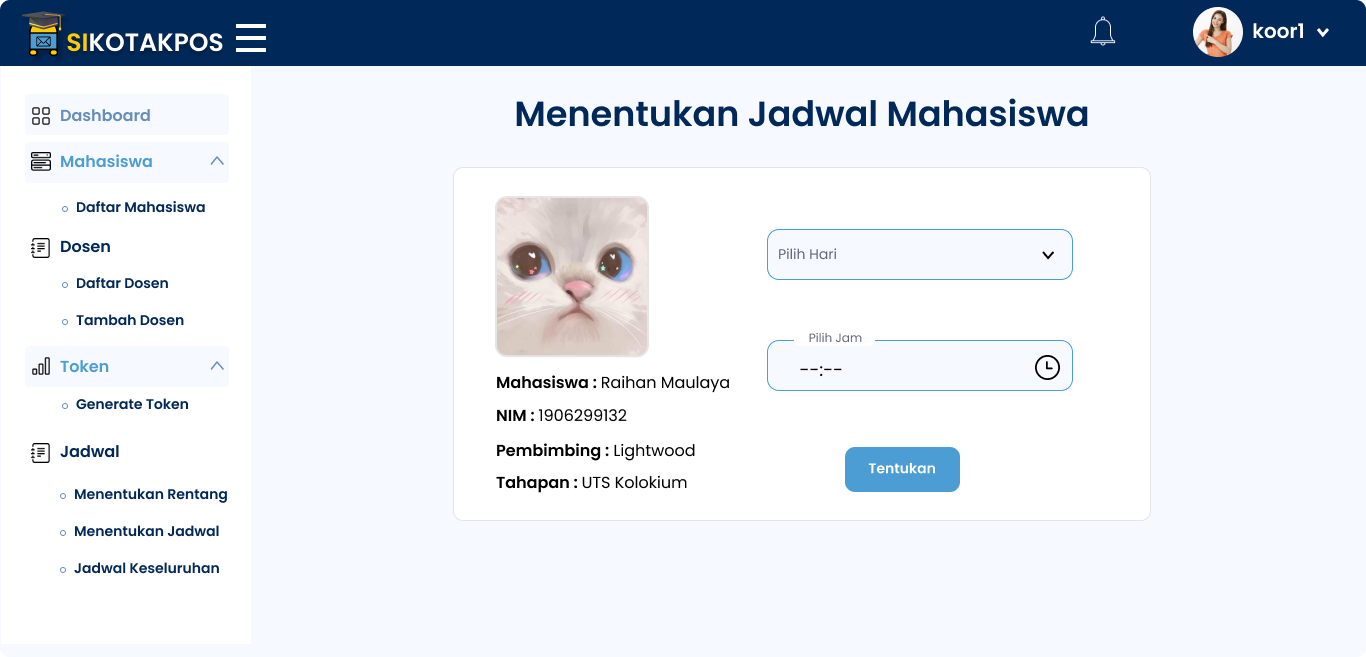 SIKOTAKPOS
koor1
Dashboard
Mahasiswa
Daftar Mahasiswa
Dosen
Daftar Dosen
Tambah Dosen
Token
Generate Token
Jadwal
Menentukan Rentang
Menentukan Jadwal
Jadwal Keseluruhan
Menentukan Jadwal Mahasiswa
Mahasiswa : Raihan Maulaya
NIM : 1906299132
Pembimbing : Lightwood
Tahapan : UTS Kolokium
Pilih Hari
Pilih Jam
--:--
Tentukan